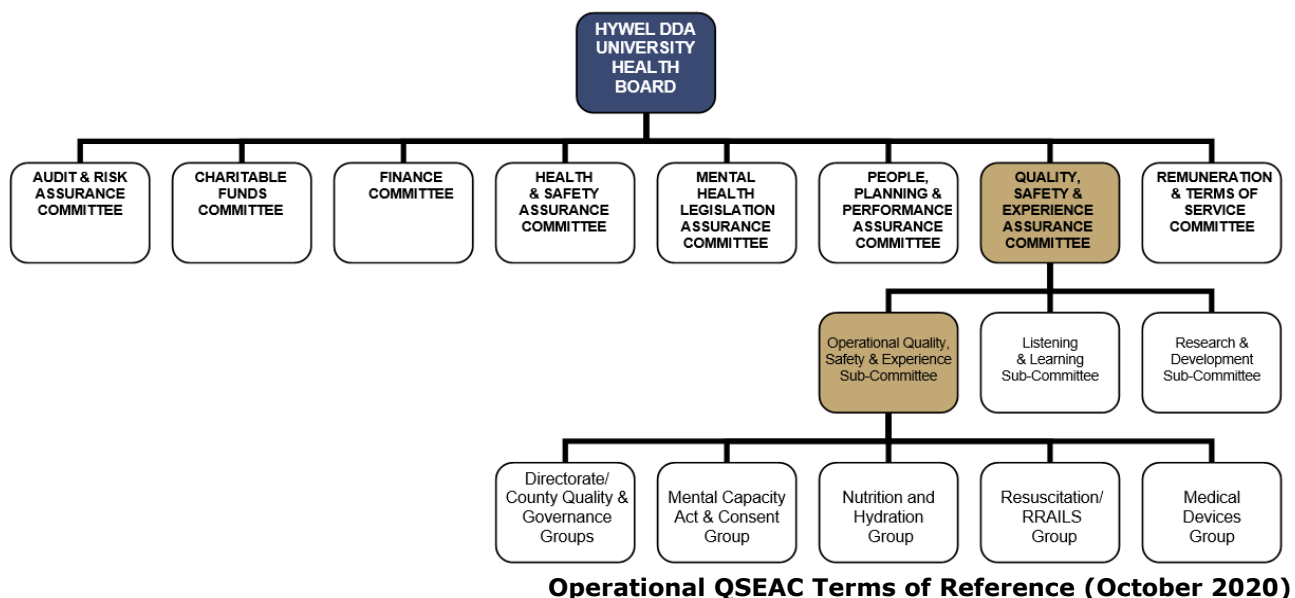 HYWEL DDA
UNIVERSITY
HEALTH
BOARD
AUDIT & RISK
ASSURANCE
COMMITTEE
CHARITABLE
FUNDS
COMMITTEE
FINANCE
COMMITTEE
HEALTH
& SAFETY
ASSURANCE
COMMITTEE
MENTAL
HEALTH
LEGISLATION
ASSURANCE
COMMITTEE
PEOPLE,
PLANNING &
PERFORMANCE
ASSURANCE
COMMITTEE
QUALITY,
SAFETY &
EXPERIENCE
ASSURANCE
COMMITTEE
REMUNERATION
& TERMS OF
SERVICE
COMMITTEE
Operational Quality,
Safety & Experience
Sub-Committee
Listening
& Learning
Sub-Committee
Research &
Development
Sub-Committee
Directorate/
County Quality &
Governance
Groups
Mental Capacity
Act & Consent
Group
Nutrition and
Hydration
Group
Resuscitation/
RRAILS
Group
Medical
Devices
Group
Operational QSEAC Terms of Reference (October 2020)